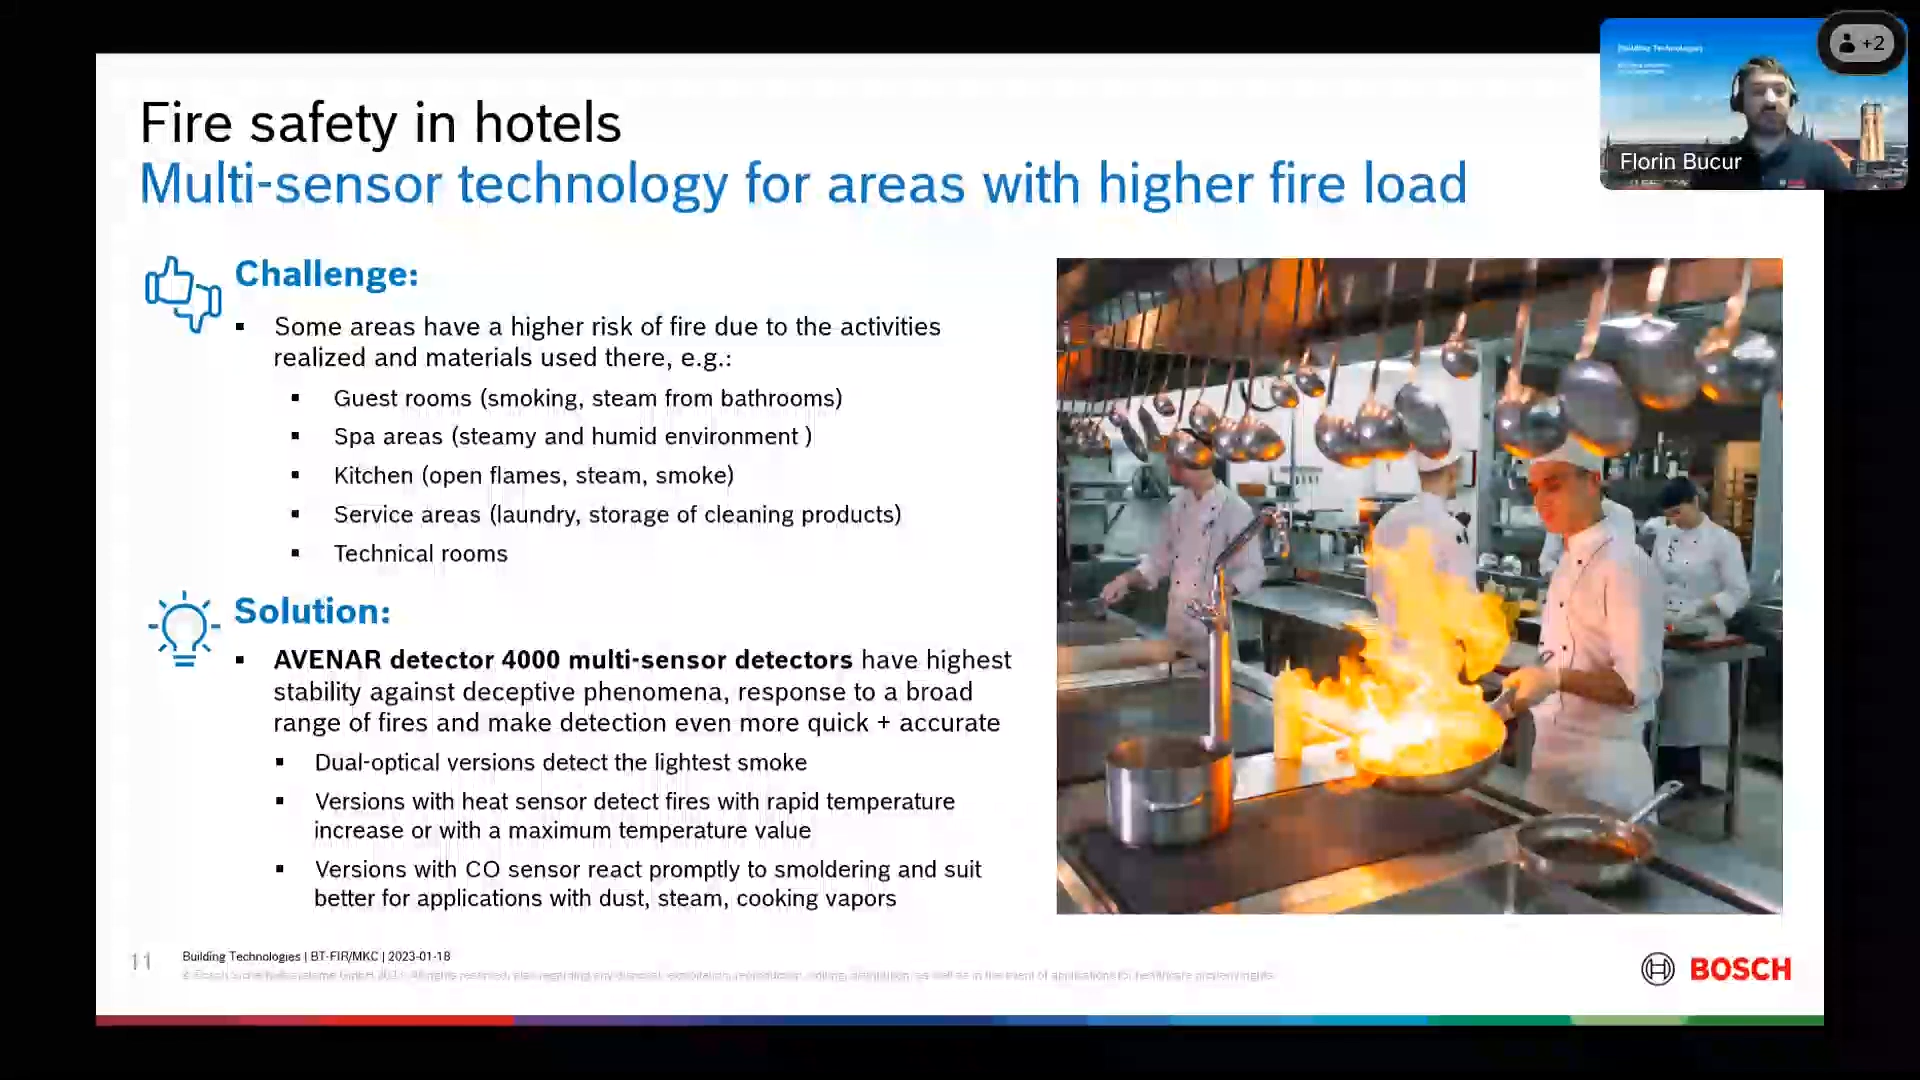 +2
[Building Technologies]
Florin Bucur
Fire safety in hotels
Multi-sensor technology for areas with higher fire load
Challenge:
▪ Some areas have a higher risk of fire due to the activities
realized and materials used there, e.g.:
▪ Guest rooms (smoking, steam from bathrooms)
▪ Spa areas (steamy and humid environment )
▪ Kitchen (open flames, steam, smoke)
▪ Service areas (laundry, storage of cleaning products)
▪ Technical rooms
Solution:
▪ AVENAR detector 4000 multi-sensor detectors have highest
stability against deceptive phenomena, response to a broad
range of fires and make detection even more quick + accurate
▪ Dual-optical versions detect the lightest smoke
▪ Versions with heat sensor detect fires with rapid temperature
increase or with a maximum temperature value
▪ Versions with CO sensor react promptly to smoldering and suit
better for applications with dust, steam, cooking vapors
11
Building Technologies | BT-FIR/MKC | 2023-01-18
BOSCH